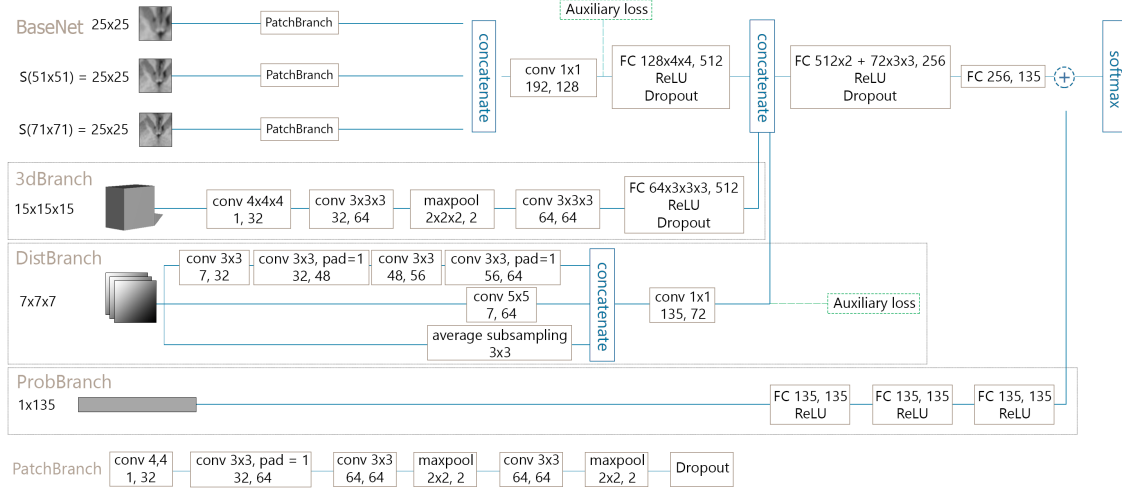 BaseNet
25x25
PatchBranch
S(51x51) = 25x25
PatchBranch
S(71x71) = 25x25
PatchBranch
concatenate
conv 1x1
192, 128
Auxiliary loss
FC 128x4x4, 512
ReLU
Dropout
concatenate
FC 512x2 + 72x3x3, 256
ReLU
Dropout
FC 256, 135
+
softmax
3dBranch
15x15x15
conv 4x4x4
1, 32
conv 3x3x3
32, 64
maxpool
2x2x2, 2
conv 3x3x3
64, 64
FC 64x3x3x3, 512
ReLU
Dropout
DistBranch
7x7x7
conv 3x3
7, 32
conv 3x3, pad=1
32, 48
conv 3x3
48, 56
conv 3x3, pad=1
56, 64
conv 5x5
7, 64
average subsampling
3x3
concatenate
conv 1x1
135, 72
Auxiliary loss
ProbBranch
1x135
FC 135, 135
ReLU
FC 135, 135
ReLU
FC 135, 135
ReLU
PatchBranch
conv 4,4
1, 32
conv 3x3, pad = 1
32, 64
conv 3x3
64, 64
maxpool
2x2, 2
conv 3x3
64, 64
maxpool
2x2, 2
Dropout